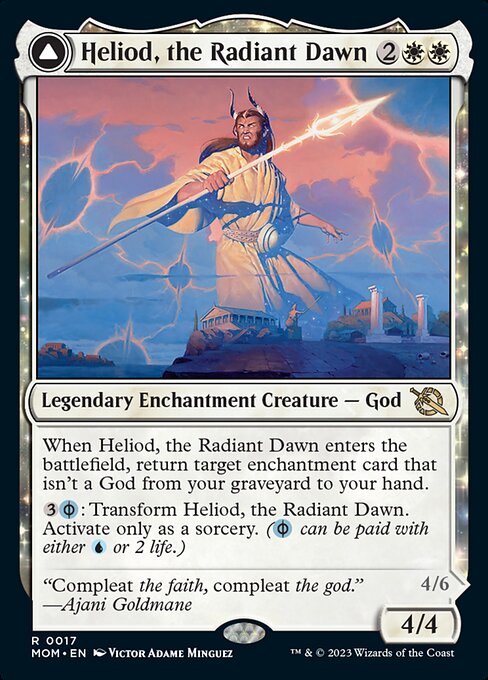 Heliod, the Radiant Dawn 2
Legendary Enchantment Creature — God
When Heliod, the Radiant Dawn enters the
battlefield, return target enchantment card that
isn't a God from your graveyard to your hand.
3: Transform Heliod, the Radiant Dawn.
Activate only as a sorcery. ( can be paid with
either or 2 life.)
"Compleat the faith, compleat the god."
—Ajani Goldmane
4/6
4/4
R 0017
MOM • EN Victor Adame Minguez
™ & © 2023 Wizards of the Coast